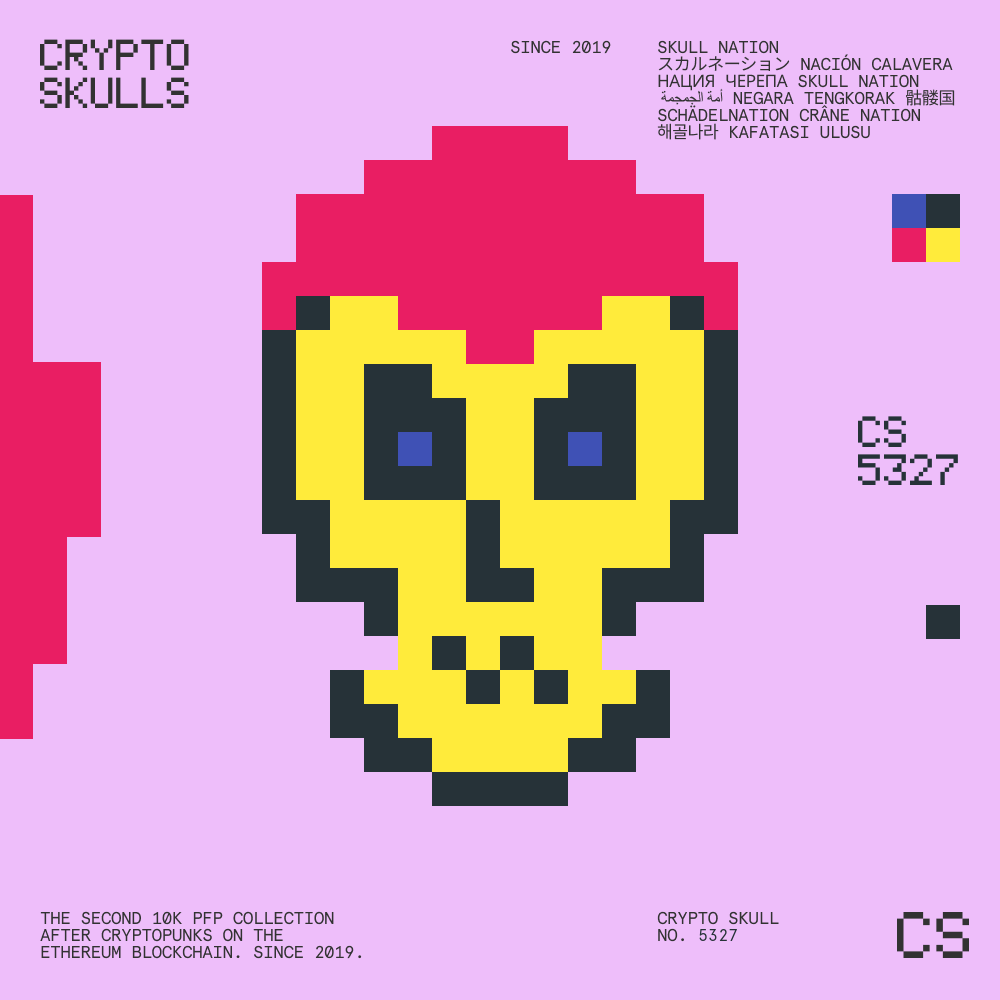 CRYPTO
SKULLS
SINCE 2019
SKULL NATION
スカルネーション NACIÓN CALAVERA
НАЦИЯ ЧЕРЕПА SKULL NATION
أمة الجمجمة NEGARA TENGKORAK 骷髅国
SCHÄDELNATION CRÂNE NATION
해골나라 KAFATASI ULUSU
CS
5327
THE SECOND 10K PFP COLLECTION
AFTER CRYPTOPUNKS ON THE
ETHEREUM BLOCKCHAIN. SINCE 2019.
CRYPTO SKULL
NO. 5327
CS